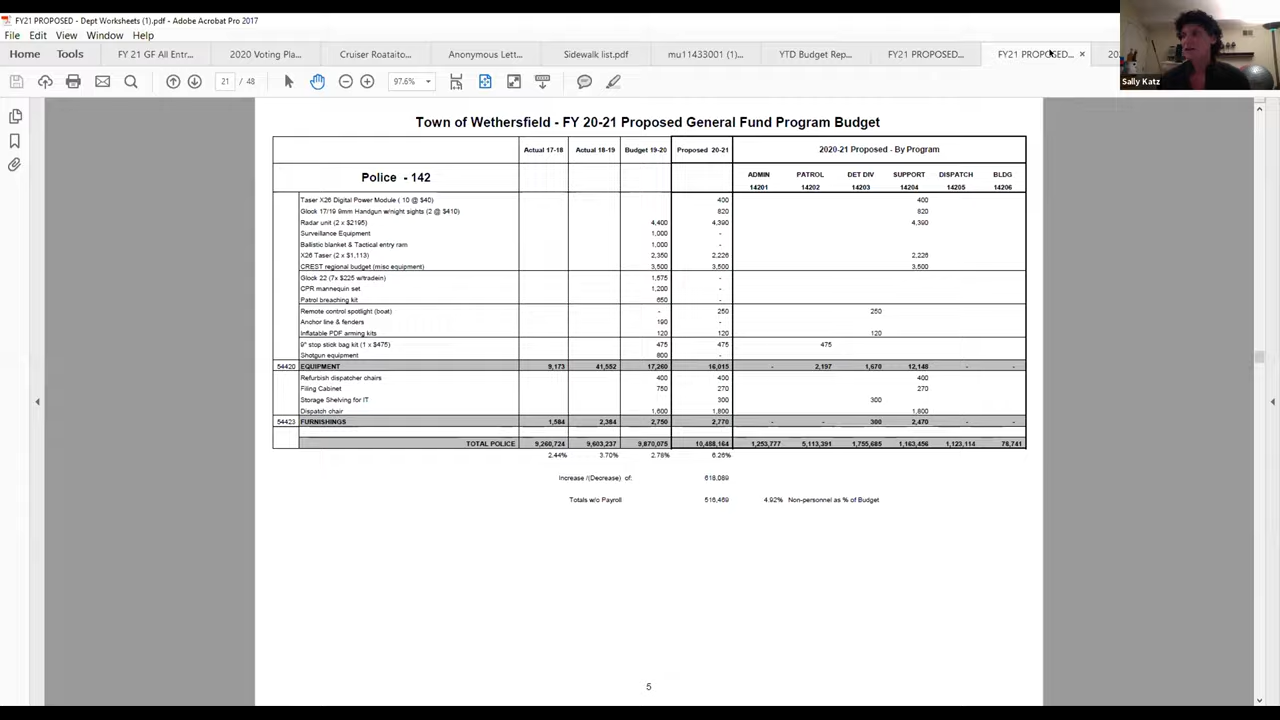 FY21 PROPOSED - Dept Worksheets (1).pdf - Adobe Acrobat Pro 2017
File Edit View Window Help
Home Tools FY 21 GF All Entr... 2020 Voting Pla... Cruiser Roataito... Anonymous Lett... Sidewalk list.pdf mu11433001 (1)... YTD Budget Rep... FY21 PROPOSED... FY21 PROPOSED... × 20
21 / 48 97.6%
Sally Katz
Town of Wethersfield - FY 20-21 Proposed General Fund Program Budget
Actual 17-18 Actual 18-19 Budget 19-20 Proposed 20-21 2020-21 Proposed - By Program
Police - 142 ADMIN PATROL DET DIV SUPPORT DISPATCH BLDG
14201 14202 14203 14204 14205 14206
Taser X26 Digital Power Module ( 10 @ $40) 400 400
Glock 17/19 9mm Handgun w/night sights (2 @ $410) 820 820
Radar unit (2 x $2195) 4,400 4,390 4,390
Surveillance Equipment 1,000 -
Ballistic blanket & Tactical entry ram 1,000 -
X26 Taser (2 x $1,113) 2,350 2,226 2,226
CREST regional budget (misc equipment) 3,500 3,500 3,500
Glock 22 (7x $225 w/tradein) 1,575 -
CPR mannequin set 1,200 -
Patrol breaching kit 650 -
Remote control spotlight (boat) - 250 250
Anchor line & fenders 190 -
Inflatable PDF arming kits 120 120 120
9" stop stick bag kit (1 x $475) 475 475 475
Shotgun equipment 800 -
54420 EQUIPMENT 9,173 41,552 17,260 16,015 - 2,197 1,670 12,148 - -
Refurbish dispatcher chairs 400 400 400
Filing Cabinet 750 270 270
Storage Shelving for IT 300 300
Dispatch chair 1,600 1,800 1,800
54423 FURNISHINGS 1,584 2,384 2,750 2,770 - - 300 2,470 - -
TOTAL POLICE 9,260,724 9,603,237 9,870,075 10,488,164 1,253,777 5,113,391 1,755,685 1,163,456 1,123,114 78,741
2.44% 3.70% 2.78% 6.26%
Increase /(Decrease) of: 618,089
Totals w/o Payroll 516,469 4.92% Non-personnel as % of Budget
5